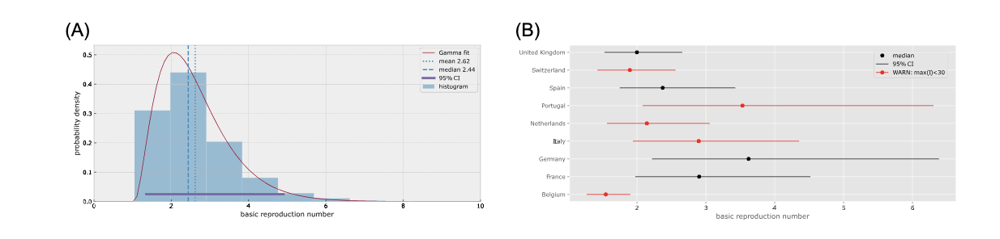 (A)
0.5
0.4
0.3
0.2
0.1
0.0
probability density
0
2
4
6
8
10
basic reproduction number
Gamma fit
mean 2.62
median 2.44
95% CI
histogram
(B)
United Kingdom
Switzerland
Spain
Portugal
Netherlands
Italy
Germany
France
Belgium
2
3
4
5
6
basic reproduction number
median
95% CI
WARN: max(I)<30